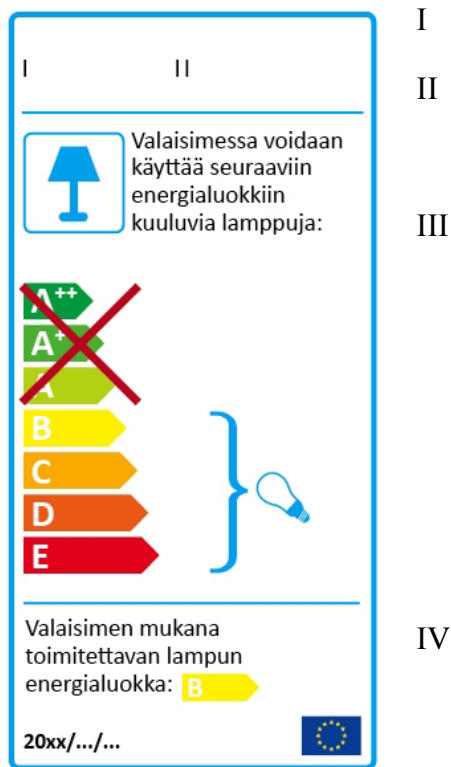 I II
I
II
Valaisimessa voidaan
käyttää seuraaviin
energialuokkiin
kuuluvia lamppuja:
III
A++
A+
A
B
C
D
E
Valaisimen mukana
toimitettavan lampun
energialuokka: B
IV
20xx/.../...